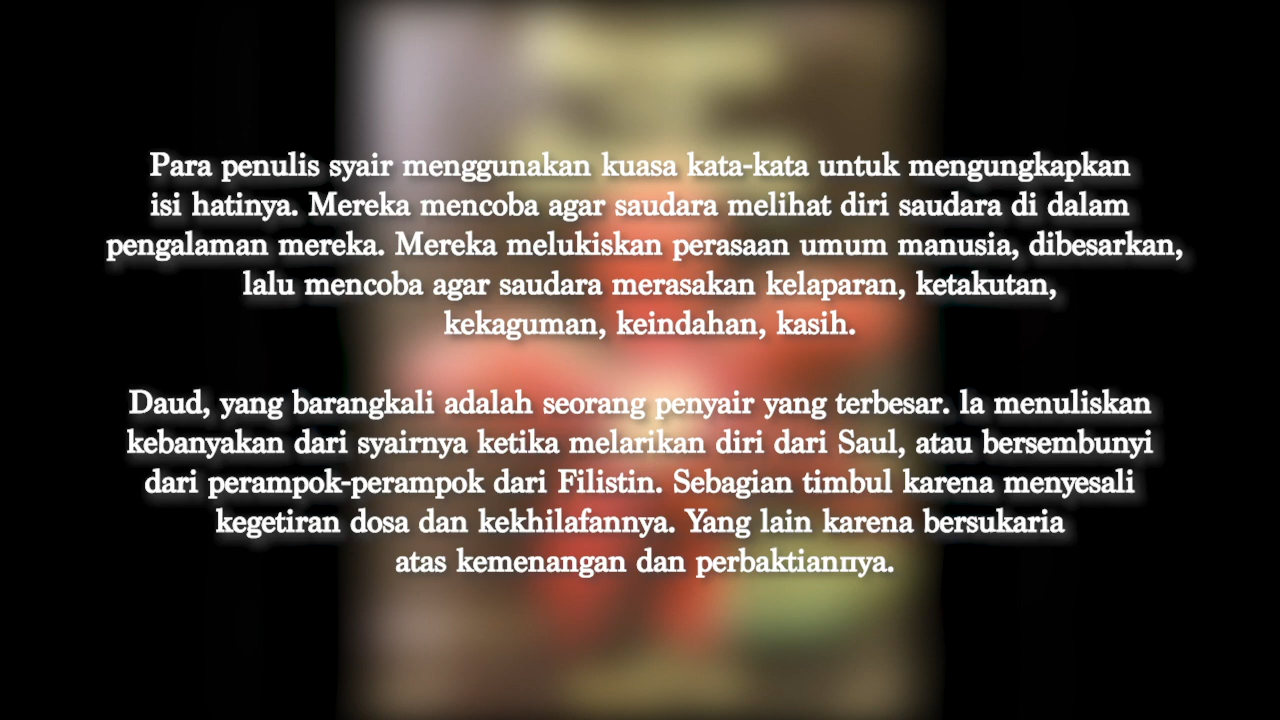 Para penulis syair menggunakan kuasa kata-kata untuk mengungkapkan
isi hatinya. Mereka mencoba agar saudara melihat diri saudara di dalam
pengalaman mereka. Mereka melukiskan perasaan umum manusia, dibesarkan,
lalu mencoba agar saudara merasakan kelaparan, ketakutan,
kekaguman, keindahan, kasih.
Daud, yang barangkali adalah seorang penyair yang terbesar. la menuliskan
kebanyakan dari syairnya ketika melarikan diri dari Saul, atau bersembunyi
dari perampok-perampok dari Filistin. Sebagian timbul karena menyesali
kegetiran dosa dan kekhilafannya. Yang lain karena bersukaria
atas kemenangan dan perbaktiannya.